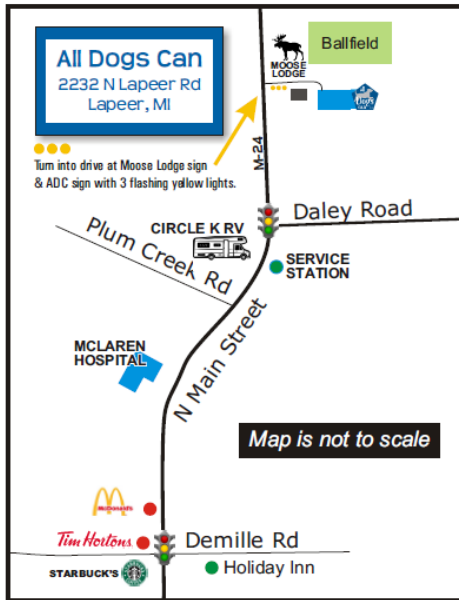 All Dogs Can
2232 N Lapeer Rd
Lapeer, MI
Turn into drive at Moose Lodge sign
& ADC sign with 3 flashing yellow lights.
MOOSE
LODGE
Ballfield
M-24
Daley Road
CIRCLE K RV
Plum Creek Rd
SERVICE
STATION
MCLAREN
HOSPITAL
N Main Street
Map is not to scale
McDonald's
Tim Hortons
Demille Rd
STARBUCK'S
Holiday Inn